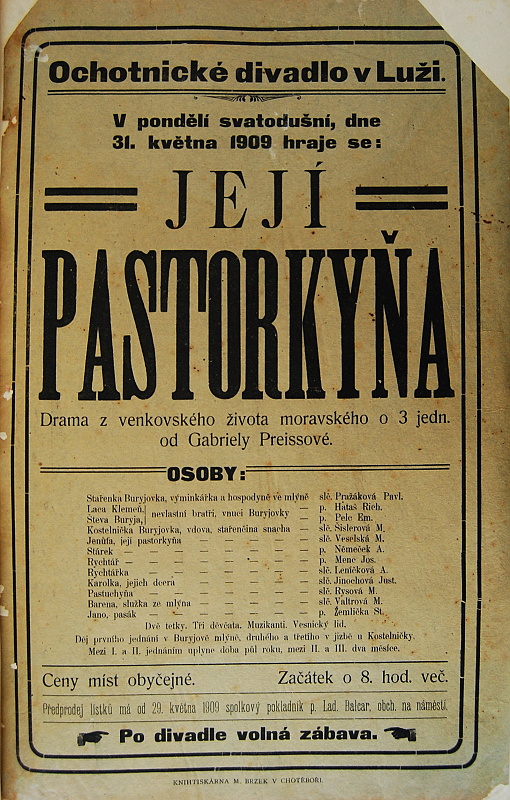 Ochotnické divadlo v Luži.
V pondělí svatodušní, dne
31. května 1909 hraje se:
JEJÍ
PASTORKYŇA
Drama z venkovského života moravského o 3 jedn.
od Gabriely Preissové.
OSOBY:
Stařenka Buryjovka, výminkářka a hospodyně ve mlýně slč. Pražáková Pavl.
Laca Klemeň, nevlastní bratři, vnuci Buryjovky — p. Hataš Rich.
Števa Buryja, — p. Pelc Em.
Kostelnička Buryjovka, vdova, stařenčina snacha — slč. Šislerová M.
Jenůfa, její pastorkyňa — — — — — slč. Veselská M.
Stárek — — — — — — — p. Němeček A.
Rychtář — — — — — — — p. Menc Jos.
Rychtářka — — — — — — slč. Leníčková A.
Karolka, jejich dcera — — — — — slč. Jinochová Just.
Pastuchyňa — — — — — — slč. Rysová M.
Barena, služka ze mlýna — — — — slč. Valtrová M.
Jano, pasák — — — — — — p. Žemlička St.
Dvě tetky. Tři děvčata. Muzikanti. Vesnický lid.
Děj prvního jednání v Buryjově mlýně, druhého a třetího v jizbě u Kostelničky.
Mezi I. a II. jednáním uplyne doba půl roku, mezi II. a III. dva měsíce.
Ceny míst obyčejné. Začátek o 8. hod. več.
Předprodej lístků má od 29. května 1909 spolkový pokladník p. Lad. Balcar, obch. na náměstí.
Po divadle volná zábava.
KNIHTISKÁRNA M. BRZEK V CHOTĚBOŘI.